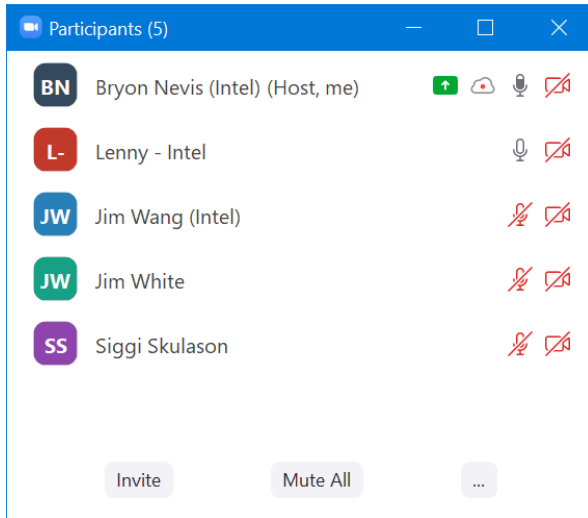 Participants (5)
BN Bryon Nevis (Intel) (Host, me)
L- Lenny - Intel
JW Jim Wang (Intel)
JW Jim White
SS Siggi Skulason
Invite Mute All ...